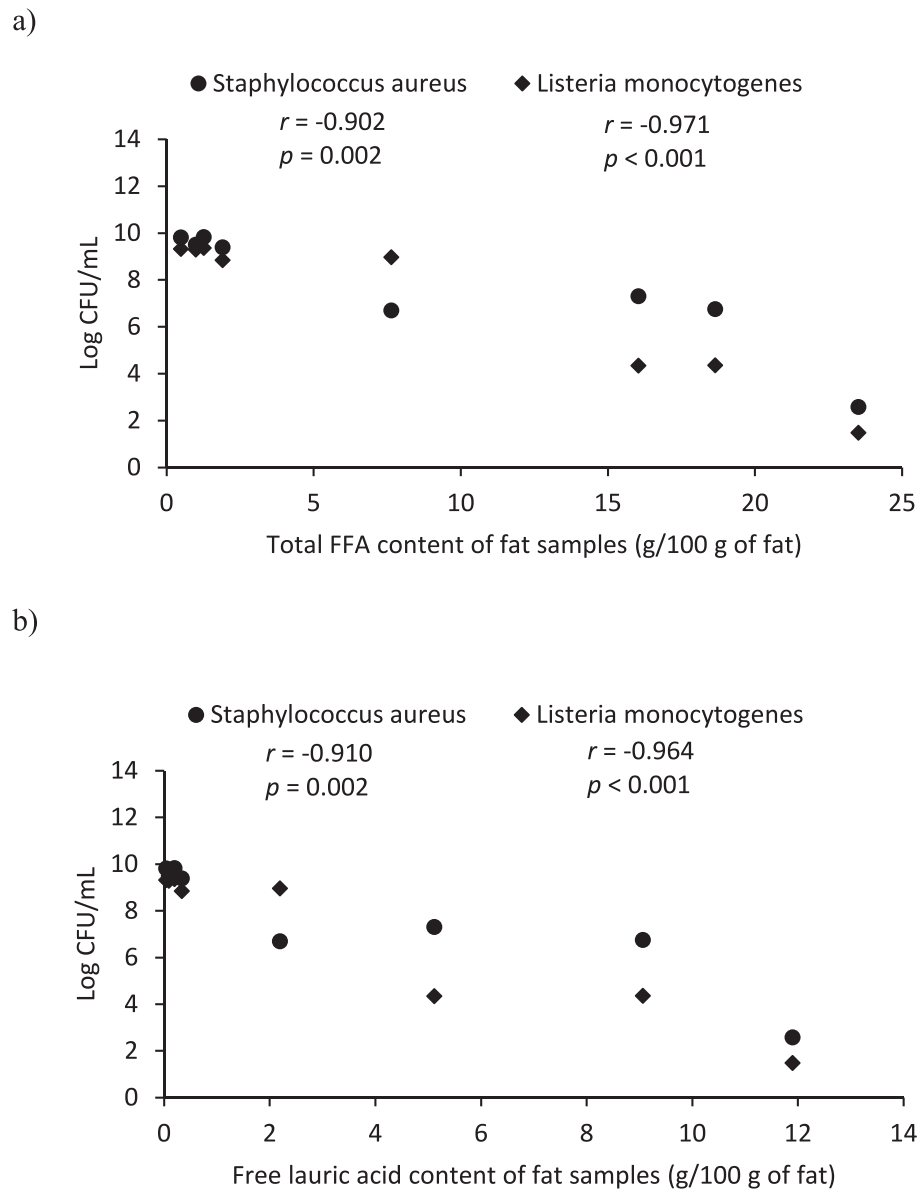 a)
Staphylococcus aureus Listeria monocytogenes
r = -0.902 r = -0.971
p = 0.002 p < 0.001
14
12
10
8
6
4
2
0
Log CFU/mL
0 5 10 15 20 25
Total FFA content of fat samples (g/100 g of fat)
b)
Staphylococcus aureus Listeria monocytogenes
r = -0.910 r = -0.964
p = 0.002 p < 0.001
14
12
10
8
6
4
2
0
Log CFU/mL
0 2 4 6 8 10 12 14
Free lauric acid content of fat samples (g/100 g of fat)